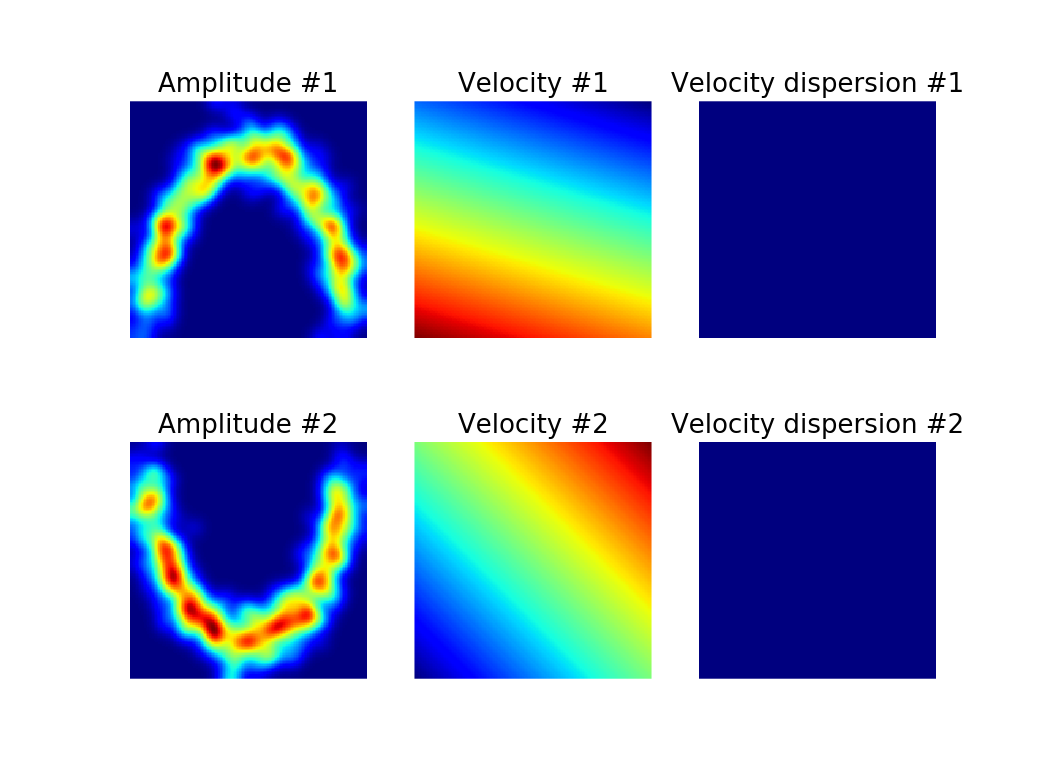 Amplitude #1
Velocity #1
Velocity dispersion #1
Amplitude #2
Velocity #2
Velocity dispersion #2